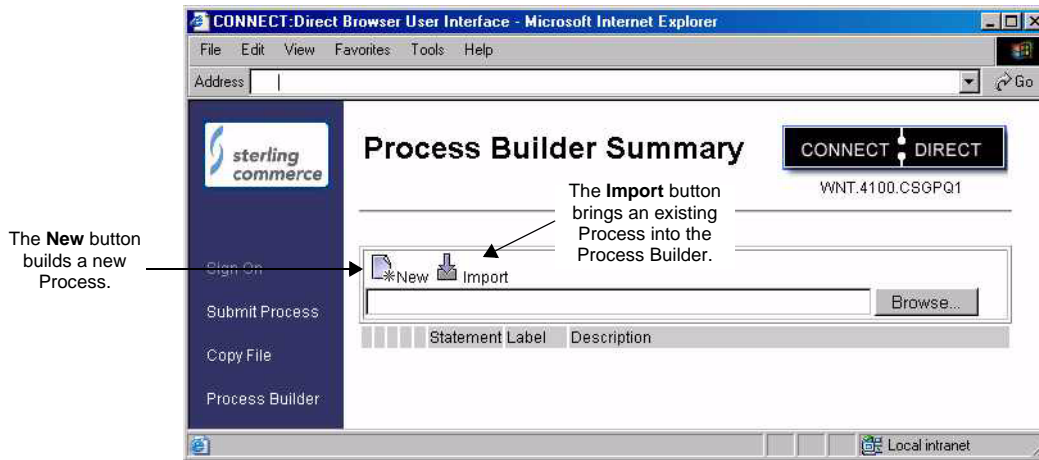 CONNECT:Direct Browser User Interface - Microsoft Internet Explorer
File Edit View Favorites Tools Help
Address
Go
sterling
commerce
Process Builder Summary
CONNECT DIRECT
WNT.4100.CSGPQ1
The Import button
brings an existing
Process into the
Process Builder.
The New button
builds a new
Process.
Sign On
New Import
Browse...
Submit Process
Statement Label Description
Copy File
Process Builder
Local intranet